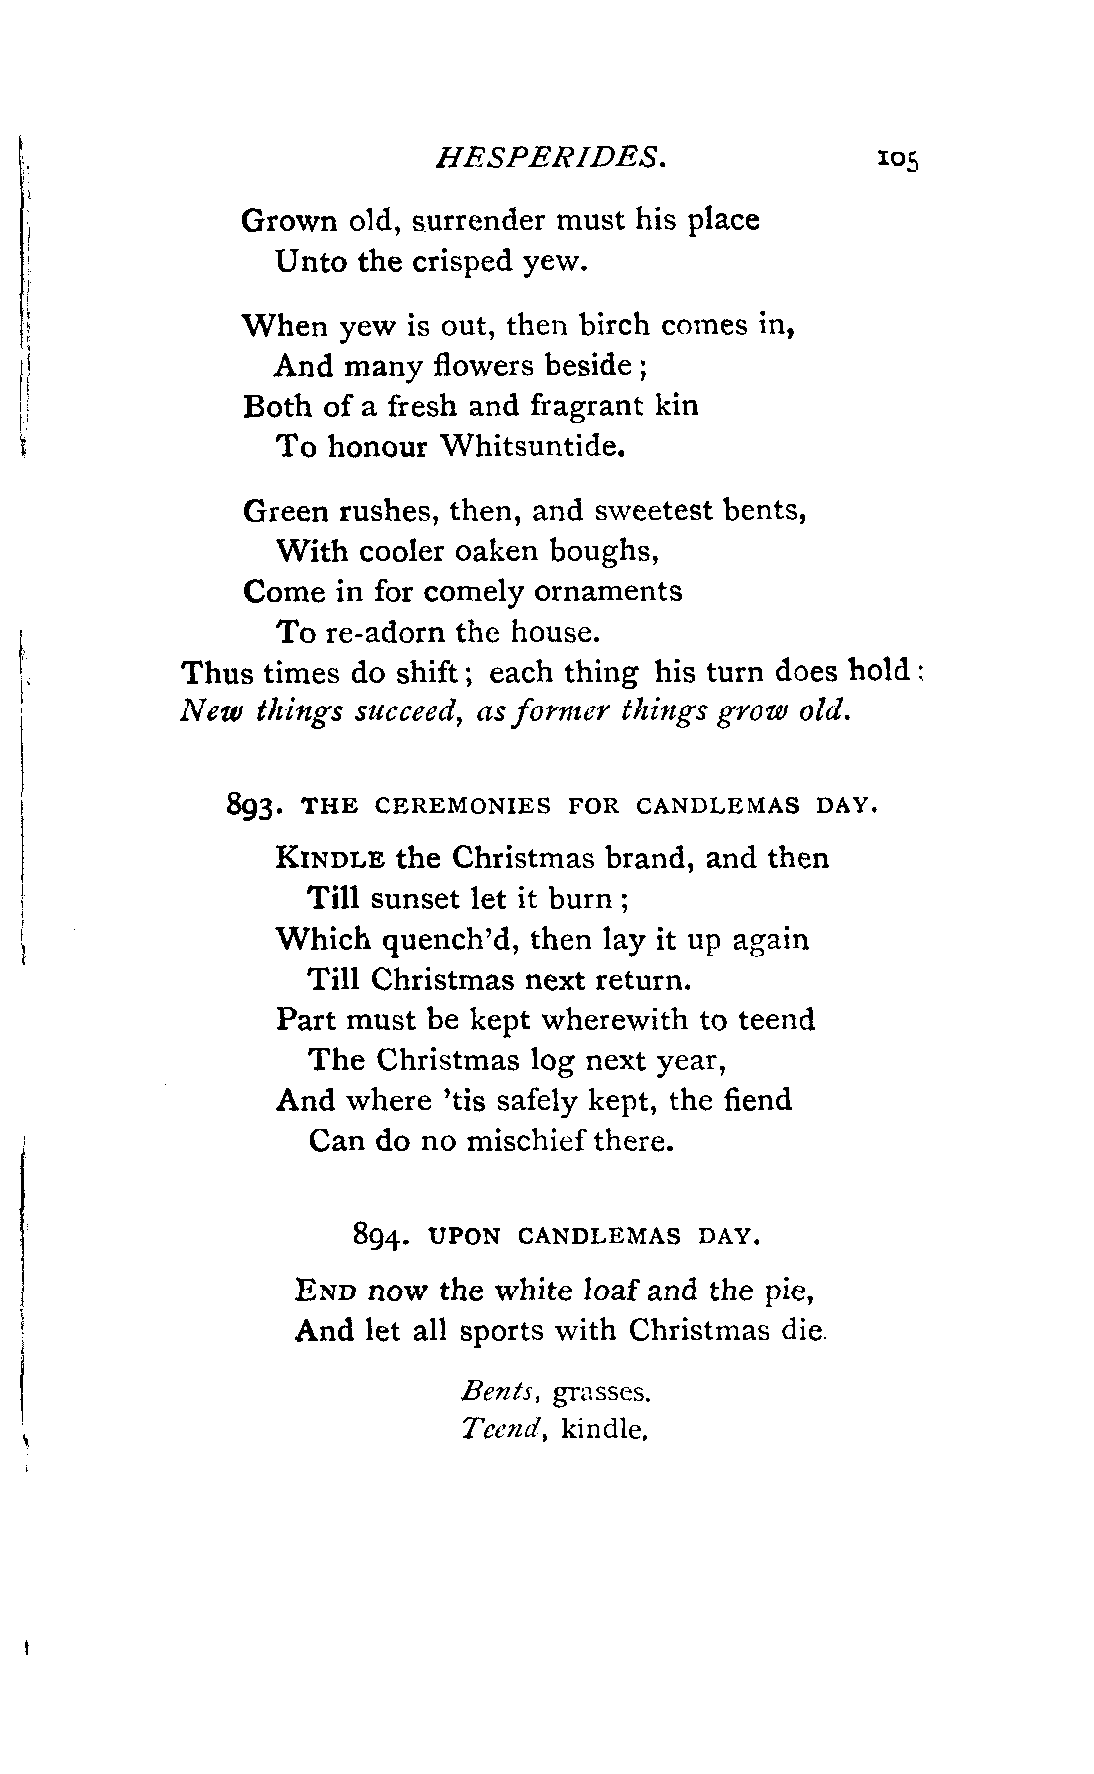 HESPERIDES. 105
Grown old, surrender must his place
Unto the crisped yew.
When yew is out, then birch comes in,
And many flowers beside;
Both of a fresh and fragrant kin
To honour Whitsuntide.
Green rushes, then, and sweetest bents,
With cooler oaken boughs,
Come in for comely ornaments
To re-adorn the house.
Thus times do shift; each thing his turn does hold:
New things succeed, as former things grow old.
893. THE CEREMONIES FOR CANDLEMAS DAY.
KINDLE the Christmas brand, and then
Till sunset let it burn;
Which quench'd, then lay it up again
Till Christmas next return.
Part must be kept wherewith to teend
The Christmas log next year,
And where 'tis safely kept, the fiend
Can do no mischief there.
894. UPON CANDLEMAS DAY.
END now the white loaf and the pie,
And let all sports with Christmas die.
Bents, grasses.
Teend, kindle.